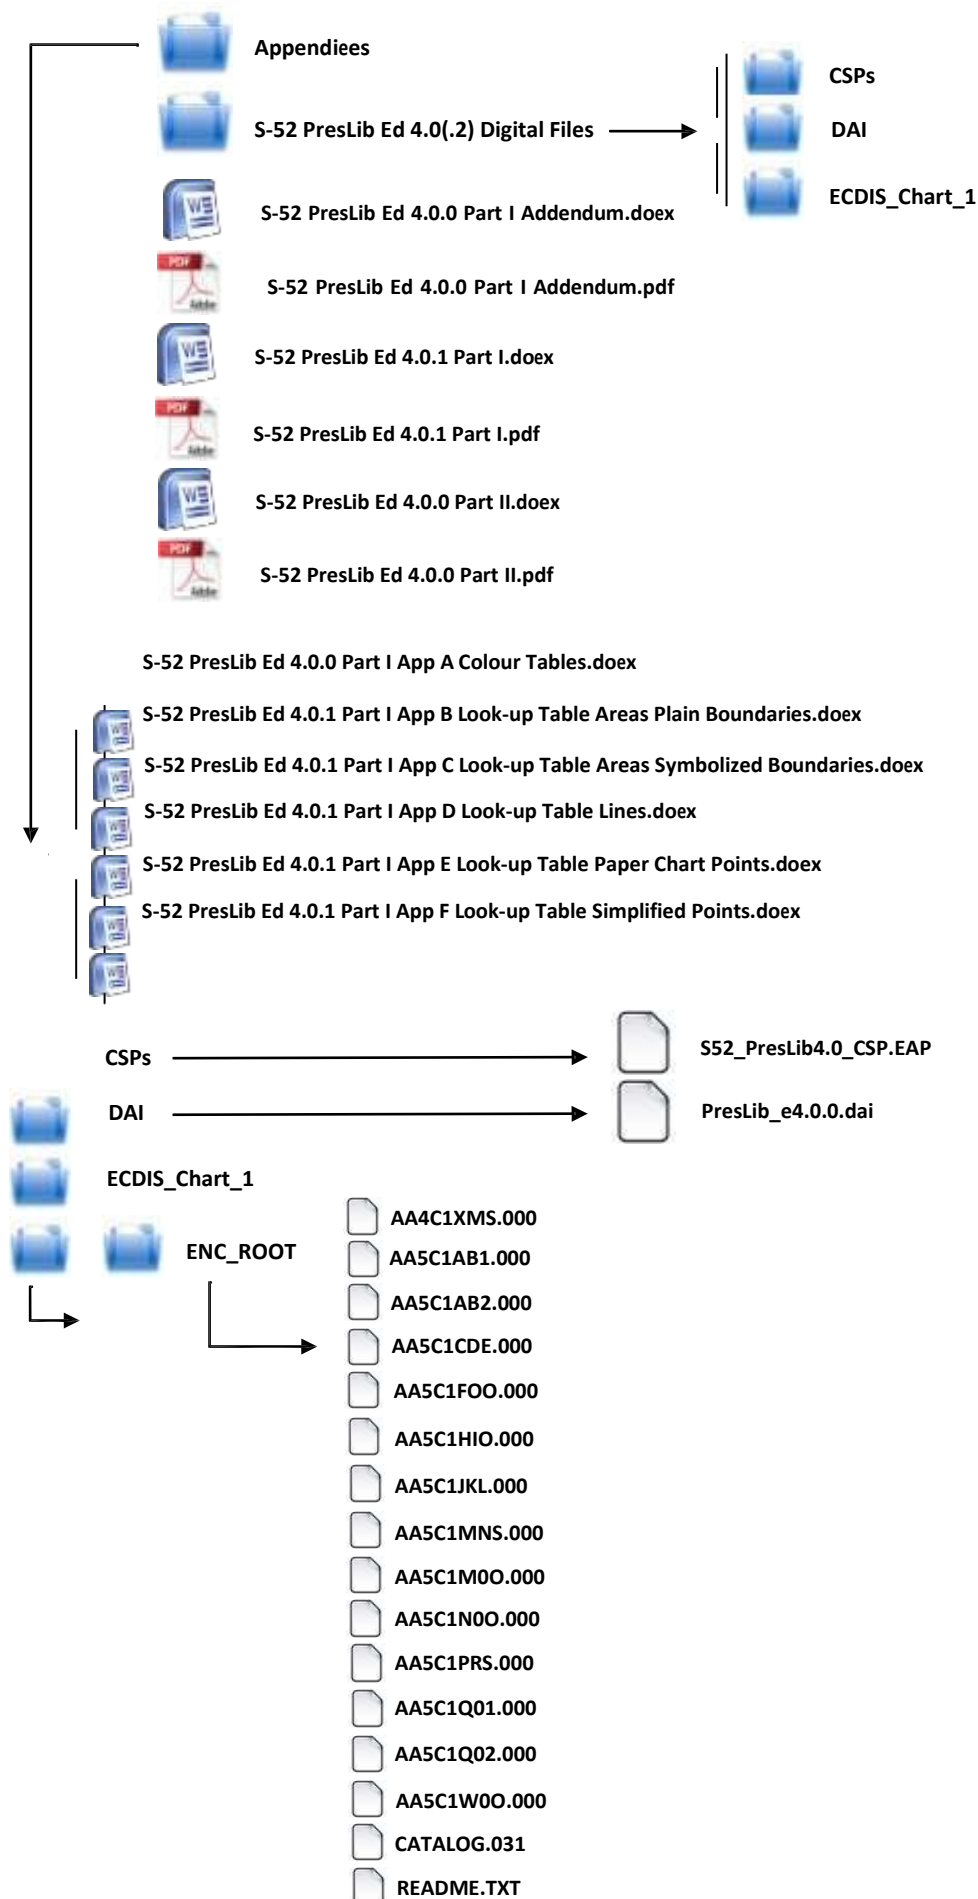 Appendiees
CSPs
S-52 PresLib Ed 4.0(.2) Digital Files
DAI
ECDIS_Chart_1
S-52 PresLib Ed 4.0.0 Part I Addendum.doex
S-52 PresLib Ed 4.0.0 Part I Addendum.pdf
S-52 PresLib Ed 4.0.1 Part I.doex
S-52 PresLib Ed 4.0.1 Part I.pdf
S-52 PresLib Ed 4.0.0 Part II.doex
S-52 PresLib Ed 4.0.0 Part II.pdf
S-52 PresLib Ed 4.0.0 Part I App A Colour Tables.doex
S-52 PresLib Ed 4.0.1 Part I App B Look-up Table Areas Plain Boundaries.doex
S-52 PresLib Ed 4.0.1 Part I App C Look-up Table Areas Symbolized Boundaries.doex
S-52 PresLib Ed 4.0.1 Part I App D Look-up Table Lines.doex
S-52 PresLib Ed 4.0.1 Part I App E Look-up Table Paper Chart Points.doex
S-52 PresLib Ed 4.0.1 Part I App F Look-up Table Simplified Points.doex
CSPs
S52_PresLib4.0_CSP.EAP
DAI
PresLib_e4.0.0.dai
ECDIS_Chart_1
ENC_ROOT
AA4C1XMS.000
AA5C1AB1.000
AA5C1AB2.000
AA5C1CDE.000
AA5C1FOO.000
AA5C1HIO.000
AA5C1JKL.000
AA5C1MNS.000
AA5C1M0O.000
AA5C1N0O.000
AA5C1PRS.000
AA5C1Q01.000
AA5C1Q02.000
AA5C1W0O.000
CATALOG.031
README.TXT